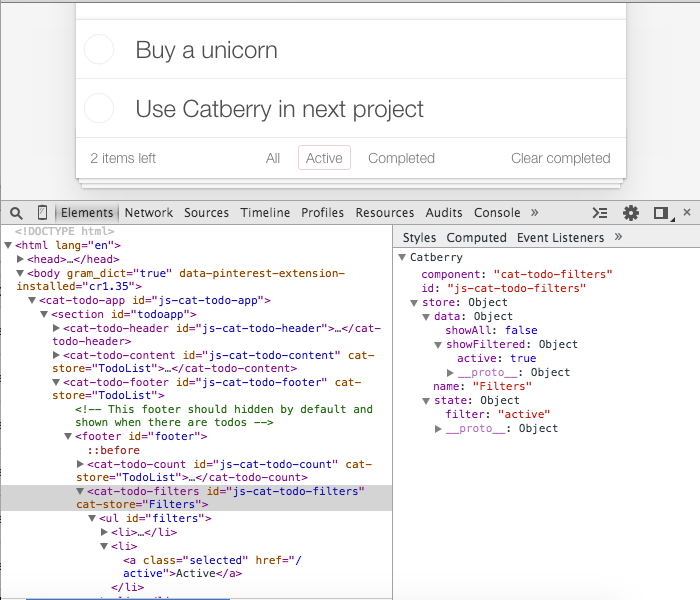 Buy a unicorn
Use Catberry in next project
2 items left All Active Completed Clear completed
Elements Network Sources Timeline Profiles Resources Audits Console »
<!DOCTYPE html>
<html lang="en">
<head>…</head>
<body gram_dict="true" data-pinterest-extension-
installed="cr1.35">
<cat-todo-app id="js-cat-todo-app">
<section id="todoapp">
<cat-todo-header id="js-cat-todo-header">…</cat-
todo-header>
<cat-todo-content id="js-cat-todo-content" cat-
store="TodoList">…</cat-todo-content>
<cat-todo-footer id="js-cat-todo-footer" cat-
store="TodoList">
<!-- This footer should hidden by default and
shown when there are todos -->
<footer id="footer">
::before
<cat-todo-count id="js-cat-todo-count" cat-
store="TodoList">…</cat-todo-count>
<cat-todo-filters id="js-cat-todo-filters"
cat-store="Filters">
<ul id="filters">
<li>…</li>
<li>
<a class="selected" href="/
active">Active</a>
</li>
Styles Computed Event Listeners »
Catberry
component: "cat-todo-filters"
id: "js-cat-todo-filters"
store: Object
data: Object
showAll: false
showFiltered: Object
active: true
__proto__: Object
name: "Filters"
state: Object
filter: "active"
__proto__: Object